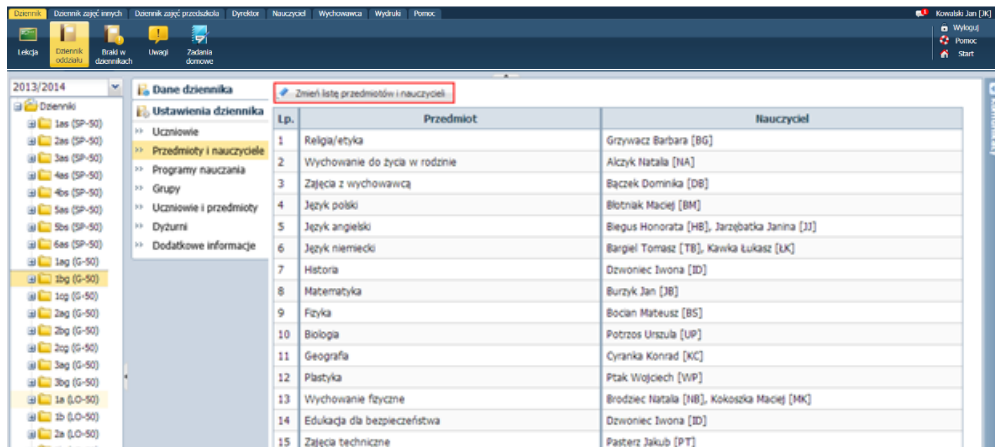 Dziennik Dziennik zajęć innych Dziennik zajęć przedszkola Dyrektor Nauczyciel Wychowawca Wydruki Pomoc Kowalski Jan [JK]
Lekcja Dziennik oddziału Braki w dziennikach Uwagi Zadania domowe
Wyloguj
Pomoc
Start
2013/2014
Dzienniki
1as (SP-50)
2as (SP-50)
3as (SP-50)
4as (SP-50)
4bs (SP-50)
5as (SP-50)
5bs (SP-50)
6as (SP-50)
1ag (G-50)
1bg (G-50)
1cg (G-50)
2ag (G-50)
2bg (G-50)
2cg (G-50)
3ag (G-50)
3bg (G-50)
1a (LO-50)
1b (LO-50)
2a (LO-50)
Dane dziennika
Ustawienia dziennika
Uczniowie
Przedmioty i nauczyciele
Programy nauczania
Grupy
Uczniowie i przedmioty
Dyżurni
Dodatkowe informacje
Zmień listę przedmiotów i nauczycieli
Lp. Przedmiot Nauczyciel
1 Religia/etyka Grzywacz Barbara [BG]
2 Wychowanie do życia w rodzinie Alczyk Natalia [NA]
3 Zajęcia z wychowawcą Bączek Dominika [DB]
4 Język polski Błotniak Maciej [BM]
5 Język angielski Biegus Honorata [HB], Jarzębatka Janina [JJ]
6 Język niemiecki Bargiel Tomasz [TB], Kawka Łukasz [ŁK]
7 Historia Dzwoniec Iwona [ID]
8 Matematyka Burzyk Jan [JB]
9 Fizyka Bocian Mateusz [BS]
10 Biologia Potrzos Urszula [UP]
11 Geografia Cyranka Konrad [KC]
12 Plastyka Ptak Wojciech [WP]
13 Wychowanie fizyczne Brodziec Natalia [NB], Kokoszka Maciej [MK]
14 Edukacja dla bezpieczeństwa Dzwoniec Iwona [ID]
15 Zajęcia techniczne Pasterz Jakub [PT]
Komunikaty